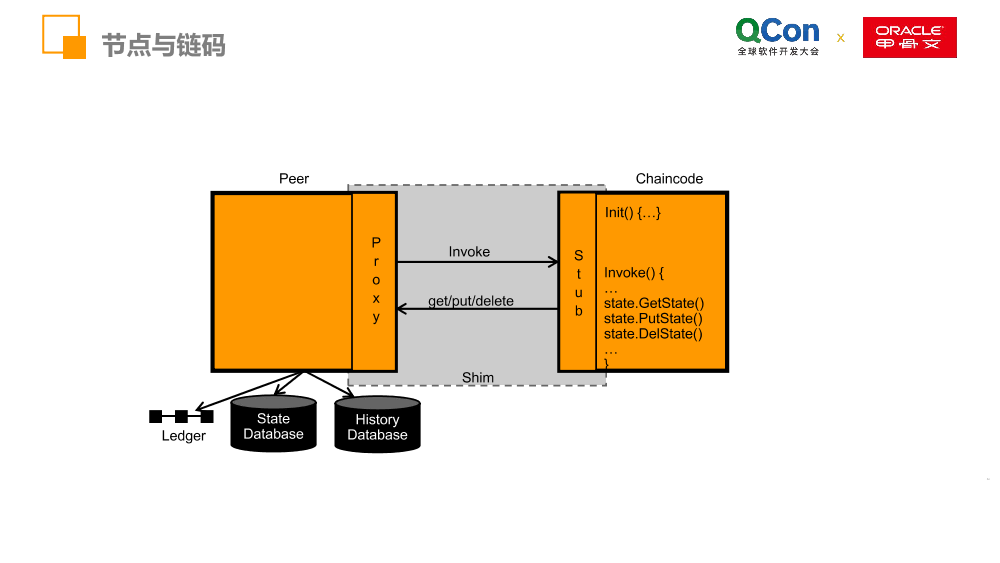 节点与链码
QCon
全球软件开发大会
x
ORACLE
甲骨文
Peer
Chaincode
Proxy
Stub
Invoke
get/put/delete
Shim
Init() {…}
Invoke() {
…
state.GetState()
state.PutState()
state.DelState()
…
}
Ledger
State
Database
History
Database